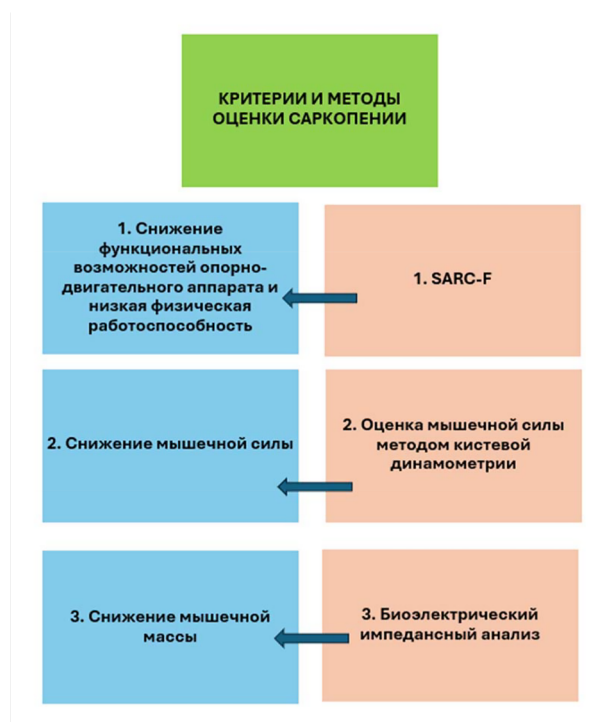 КРИТЕРИИ И МЕТОДЫ
ОЦЕНКИ САРКОПЕНИИ
1. Снижение
функциональных
возможностей опорно-
двигательного аппарата и
низкая физическая
работоспособность
1. SARC-F
2. Снижение мышечной силы
2. Оценка мышечной силы
методом кистевой
динамометрии
3. Снижение мышечной
массы
3. Биоэлектрический
импедансный анализ